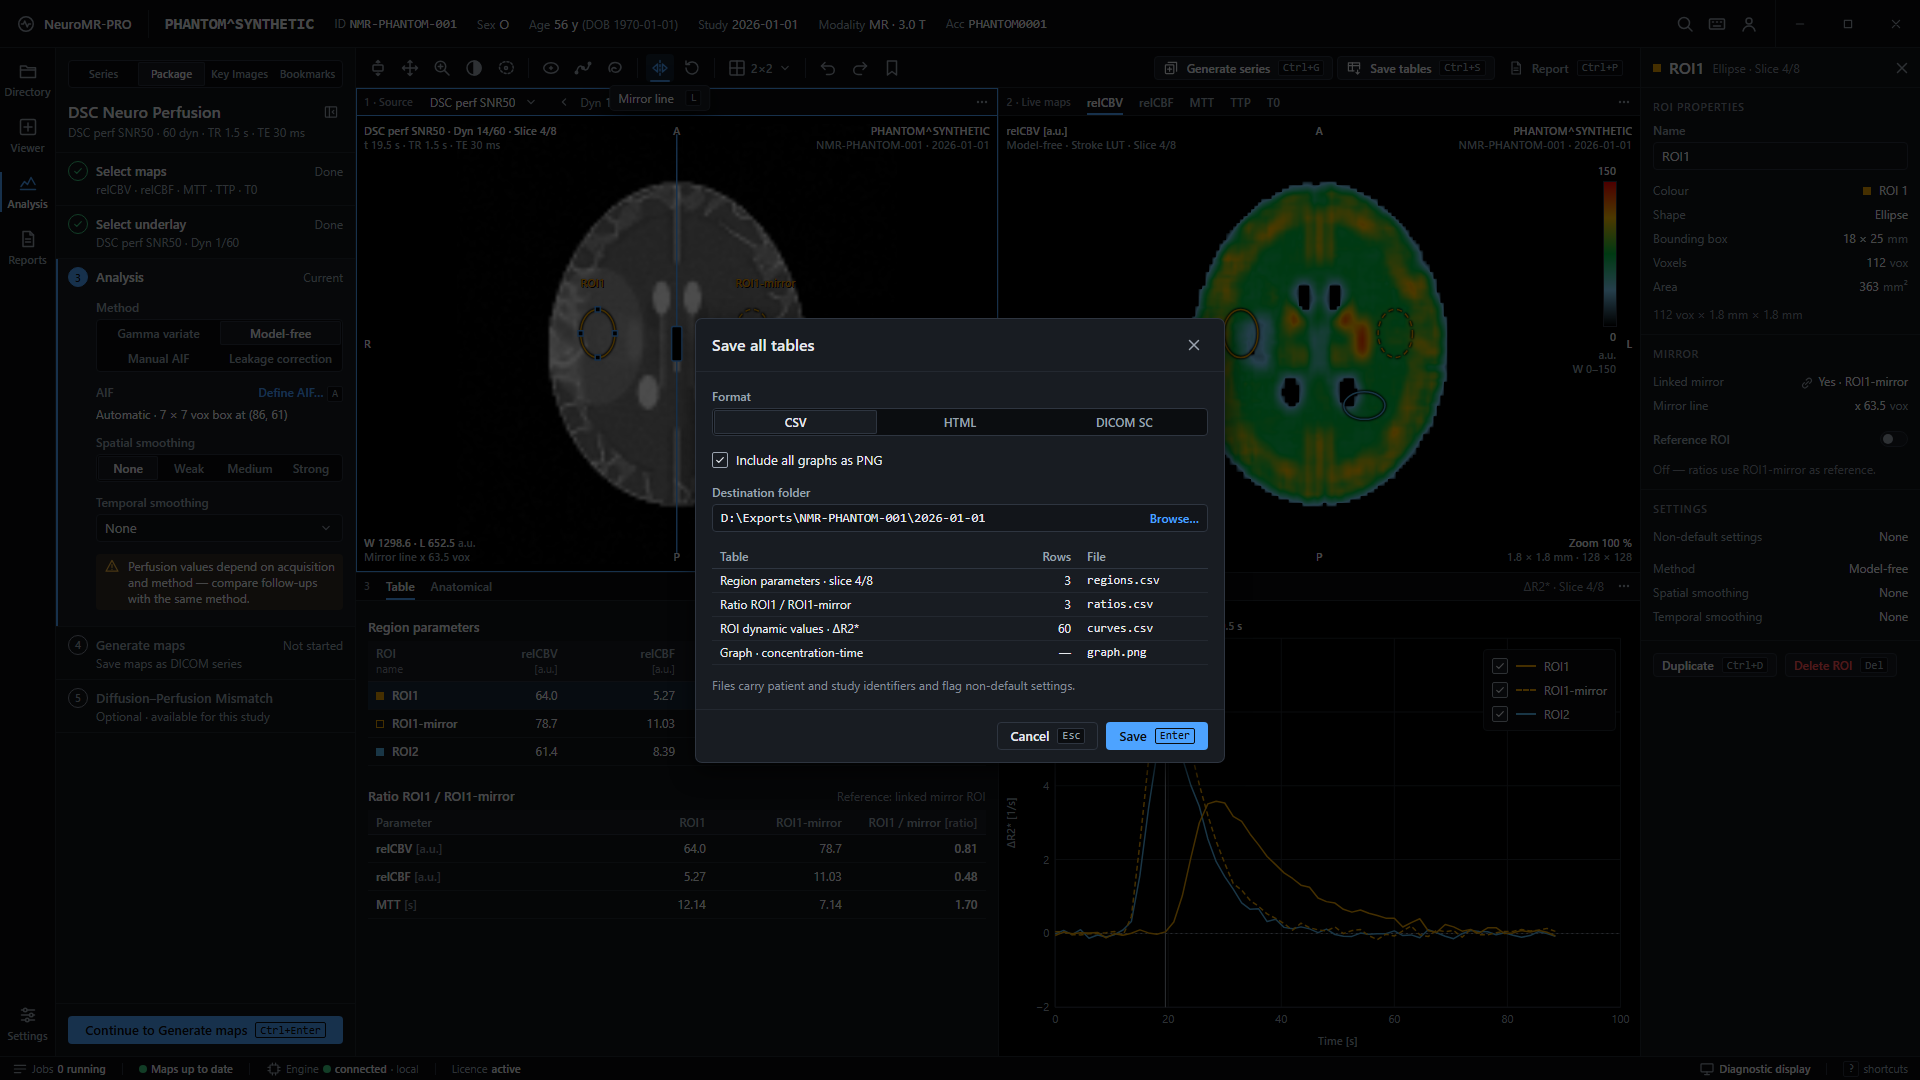 NeuroMR-PRO
PHANTOM^SYNTHETIC
ID NMR-PHANTOM-001
Sex O
Age 56 y (DOB 1970-01-01)
Study 2026-01-01
Modality MR · 3.0 T
Acc PHANTOM0001
Directory
Viewer
Analysis
Reports
Settings
Series
Package
Key Images
Bookmarks
DSC Neuro Perfusion
DSC perf SNR50 · 60 dyn · TR 1.5 s · TE 30 ms
Select maps
Done
relCBV · relCBF · MTT · TTP · T0
Select underlay
Done
DSC perf SNR50 · Dyn 1/60
3
Analysis
Current
Method
Gamma variate
Model-free
Manual AIF
Leakage correction
AIF
Define AIF...
A
Automatic · 7 × 7 vox box at (86, 61)
Spatial smoothing
None
Weak
Medium
Strong
Temporal smoothing
None
Perfusion values depend on acquisition
and method — compare follow-ups
with the same method.
4
Generate maps
Not started
Save maps as DICOM series
5
Diffusion–Perfusion Mismatch
Optional · available for this study
Continue to Generate maps
Ctrl+Enter
2×2
Generate series
Ctrl+G
Save tables
Ctrl+S
Report
Ctrl+P
1 · Source
DSC perf SNR50
Dyn 1
Mirror line
L
DSC perf SNR50 · Dyn 14/60 · Slice 4/8
t 19.5 s · TR 1.5 s · TE 30 ms
A
PHANTOM^SYNTHETIC
NMR-PHANTOM-001 · 2026-01-01
ROI1
ROI1-mirror
R
W 1298.6 · L 652.5 a.u.
Mirror line x 63.5 vox
P
2 · Live maps
relCBV
relCBF
MTT
TTP
T0
relCBV [a.u.]
Model-free · Stroke LUT · Slice 4/8
A
PHANTOM^SYNTHETIC
NMR-PHANTOM-001 · 2026-01-01
150
0
L
a.u.
W 0–150
P
Zoom 100 %
1.8 × 1.8 mm · 128 × 128
3
Table
Anatomical
Region parameters
ROI
name
relCBV
[a.u.]
relCBF
[a.u.]
ROI1
64.0
5.27
ROI1-mirror
78.7
11.03
ROI2
61.4
8.39
Ratio ROI1 / ROI1-mirror
Reference: linked mirror ROI
Parameter
ROI1
ROI1-mirror
ROI1 / mirror [ratio]
relCBV [a.u.]
64.0
78.7
0.81
relCBF [a.u.]
5.27
11.03
0.48
MTT [s]
12.14
7.14
1.70
ΔR2* · Slice 4/8
.5 s
ROI1
ROI1-mirror
ROI2
ΔR2* [1/s]
4
2
0
−2
0
20
40
60
80
100
Time [s]
Save all tables
Format
CSV
HTML
DICOM SC
Include all graphs as PNG
Destination folder
D:\Exports\NMR-PHANTOM-001\2026-01-01
Browse...
Table
Rows
File
Region parameters · slice 4/8
3
regions.csv
Ratio ROI1 / ROI1-mirror
3
ratios.csv
ROI dynamic values · ΔR2*
60
curves.csv
Graph · concentration-time
—
graph.png
Files carry patient and study identifiers and flag non-default settings.
Cancel
Esc
Save
Enter
ROI1
Ellipse · Slice 4/8
ROI PROPERTIES
Name
ROI1
Colour
ROI 1
Shape
Ellipse
Bounding box
18 × 25 mm
Voxels
112 vox
Area
363 mm²
112 vox × 1.8 mm × 1.8 mm
MIRROR
Linked mirror
Yes · ROI1-mirror
Mirror line
x 63.5 vox
Reference ROI
Off — ratios use ROI1-mirror as reference.
SETTINGS
Non-default settings
None
Method
Model-free
Spatial smoothing
None
Temporal smoothing
None
Duplicate
Ctrl+D
Delete ROI
Del
Jobs 0 running
Maps up to date
Engine
connected · local
Licence active
Diagnostic display
?
shortcuts